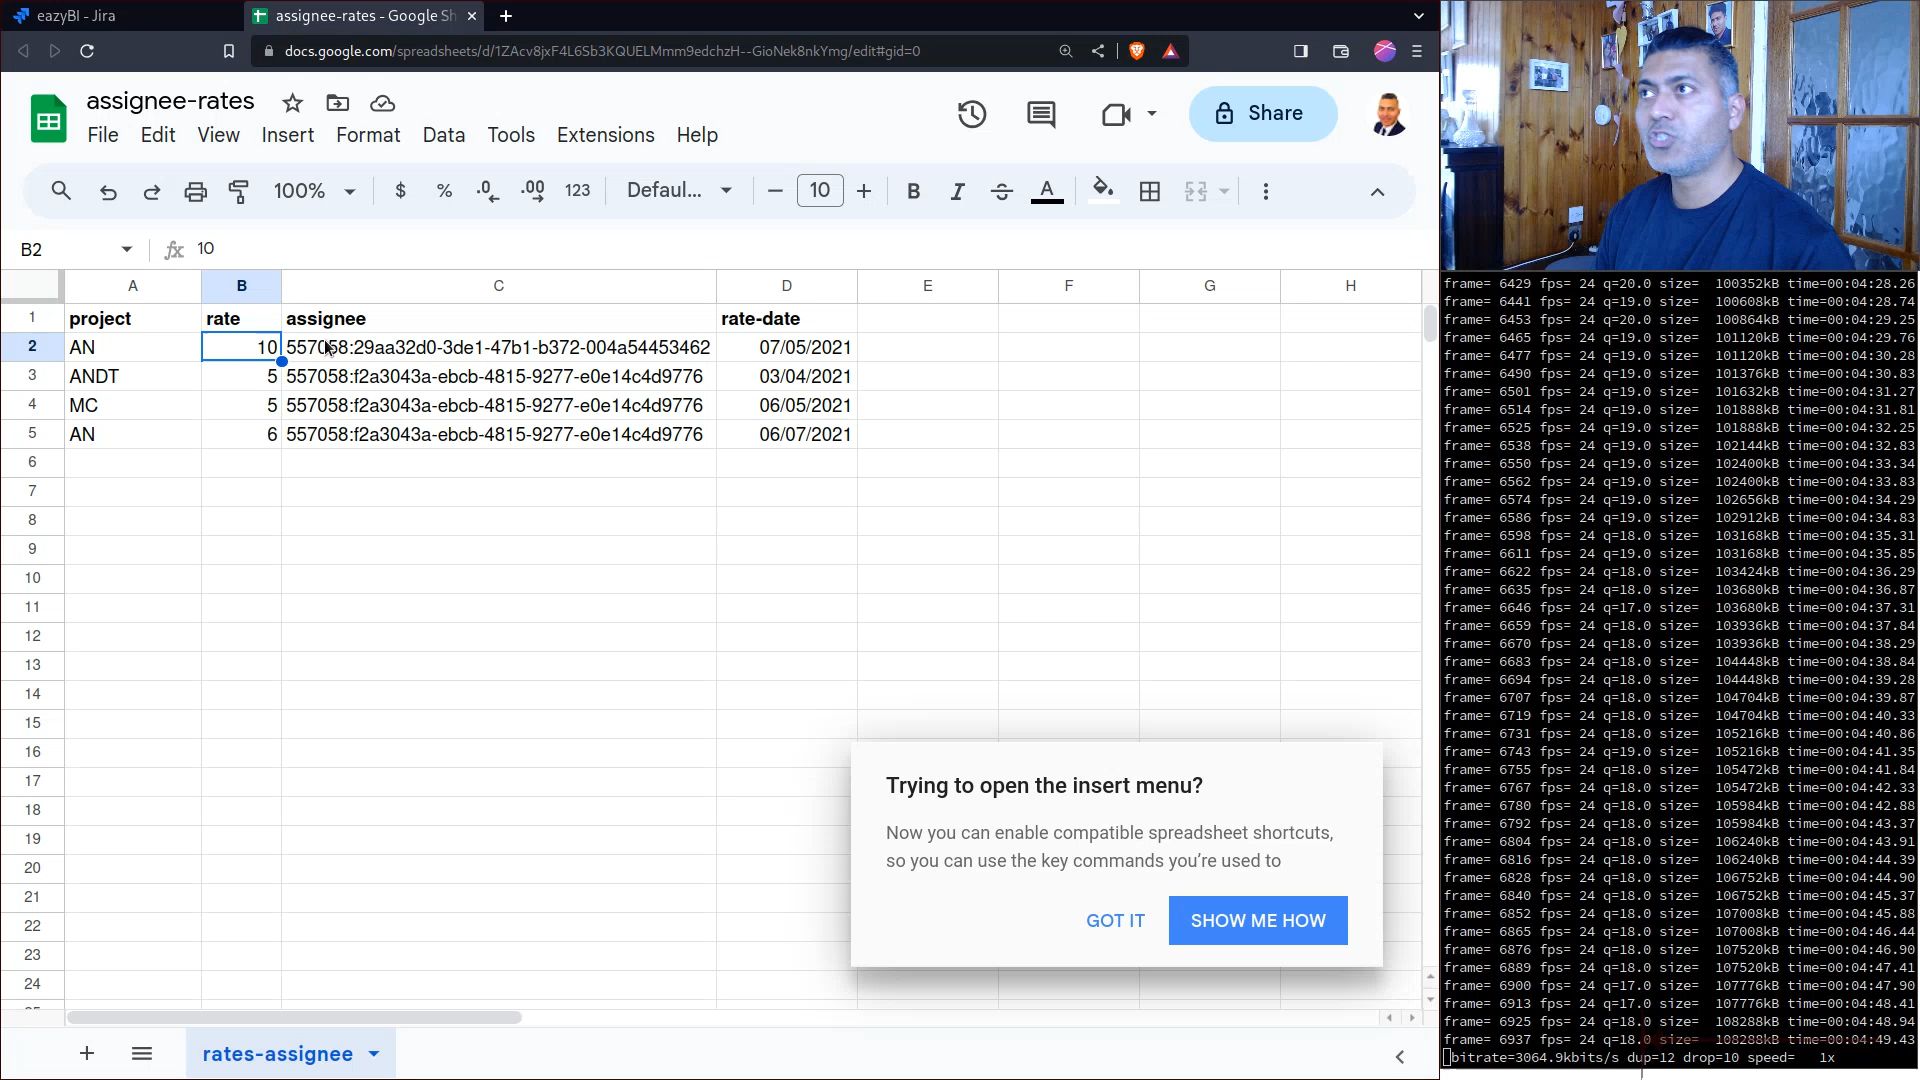 eazyBI - Jira
assignee-rates - Google Sh
docs.google.com/spreadsheets/d/1ZAcv8jxF4L6Sb3KQUELMmm9edchzH--GioNek8nkYmg/edit#gid=0
assignee-rates
File Edit View Insert Format Data Tools Extensions Help
Share
100% $ % .0 .00 123 Defaul... 10 B I A
B2 fx 10
A B C D E F G H
1 project rate assignee rate-date
2 AN 10 557058:29aa32d0-3de1-47b1-b372-004a54453462 07/05/2021
3 ANDT 5 557058:f2a3043a-ebcb-4815-9277-e0e14c4d9776 03/04/2021
4 MC 5 557058:f2a3043a-ebcb-4815-9277-e0e14c4d9776 06/05/2021
5 AN 6 557058:f2a3043a-ebcb-4815-9277-e0e14c4d9776 06/07/2021
6
7
8
9
10
11
12
13
14
15
16
17
18
19
20
21
22
23
24
Trying to open the insert menu?
Now you can enable compatible spreadsheet shortcuts,
so you can use the key commands you're used to
GOT IT SHOW ME HOW
rates-assignee
frame= 6429 fps= 24 q=20.0 size= 100352kB time=00:04:28.26
frame= 6441 fps= 24 q=19.0 size= 100608kB time=00:04:28.74
frame= 6453 fps= 24 q=20.0 size= 100864kB time=00:04:29.25
frame= 6465 fps= 24 q=19.0 size= 101120kB time=00:04:29.76
frame= 6477 fps= 24 q=19.0 size= 101120kB time=00:04:30.28
frame= 6490 fps= 24 q=19.0 size= 101376kB time=00:04:30.83
frame= 6501 fps= 24 q=19.0 size= 101632kB time=00:04:31.27
frame= 6514 fps= 24 q=19.0 size= 101888kB time=00:04:31.81
frame= 6525 fps= 24 q=19.0 size= 101888kB time=00:04:32.25
frame= 6538 fps= 24 q=19.0 size= 102144kB time=00:04:32.83
frame= 6550 fps= 24 q=19.0 size= 102400kB time=00:04:33.34
frame= 6562 fps= 24 q=19.0 size= 102400kB time=00:04:33.83
frame= 6574 fps= 24 q=19.0 size= 102656kB time=00:04:34.29
frame= 6586 fps= 24 q=19.0 size= 102912kB time=00:04:34.83
frame= 6598 fps= 24 q=18.0 size= 103168kB time=00:04:35.31
frame= 6611 fps= 24 q=19.0 size= 103168kB time=00:04:35.85
frame= 6622 fps= 24 q=18.0 size= 103424kB time=00:04:36.29
frame= 6635 fps= 24 q=18.0 size= 103680kB time=00:04:36.87
frame= 6646 fps= 24 q=17.0 size= 103680kB time=00:04:37.31
frame= 6659 fps= 24 q=18.0 size= 103936kB time=00:04:37.84
frame= 6670 fps= 24 q=18.0 size= 103936kB time=00:04:38.29
frame= 6683 fps= 24 q=18.0 size= 104448kB time=00:04:38.84
frame= 6694 fps= 24 q=18.0 size= 104448kB time=00:04:39.28
frame= 6707 fps= 24 q=18.0 size= 104704kB time=00:04:39.87
frame= 6719 fps= 24 q=18.0 size= 104704kB time=00:04:40.33
frame= 6731 fps= 24 q=18.0 size= 105216kB time=00:04:40.86
frame= 6743 fps= 24 q=19.0 size= 105216kB time=00:04:41.35
frame= 6755 fps= 24 q=18.0 size= 105472kB time=00:04:41.84
frame= 6767 fps= 24 q=18.0 size= 105472kB time=00:04:42.33
frame= 6780 fps= 24 q=18.0 size= 105984kB time=00:04:42.88
frame= 6792 fps= 24 q=18.0 size= 105984kB time=00:04:43.37
frame= 6804 fps= 24 q=18.0 size= 106240kB time=00:04:43.91
frame= 6816 fps= 24 q=18.0 size= 106240kB time=00:04:44.39
frame= 6828 fps= 24 q=18.0 size= 106752kB time=00:04:44.90
frame= 6840 fps= 24 q=18.0 size= 106752kB time=00:04:45.37
frame= 6852 fps= 24 q=18.0 size= 107008kB time=00:04:45.88
frame= 6865 fps= 24 q=18.0 size= 107008kB time=00:04:46.44
frame= 6876 fps= 24 q=18.0 size= 107520kB time=00:04:46.90
frame= 6889 fps= 24 q=18.0 size= 107520kB time=00:04:47.41
frame= 6900 fps= 24 q=17.0 size= 107776kB time=00:04:47.90
frame= 6913 fps= 24 q=17.0 size= 107776kB time=00:04:48.41
frame= 6925 fps= 24 q=18.0 size= 108288kB time=00:04:48.94
frame= 6937 fps= 24 q=18.0 size= 108288kB time=00:04:49.43
bitrate=3064.9kbits/s dup=12 drop=10 speed= 1x